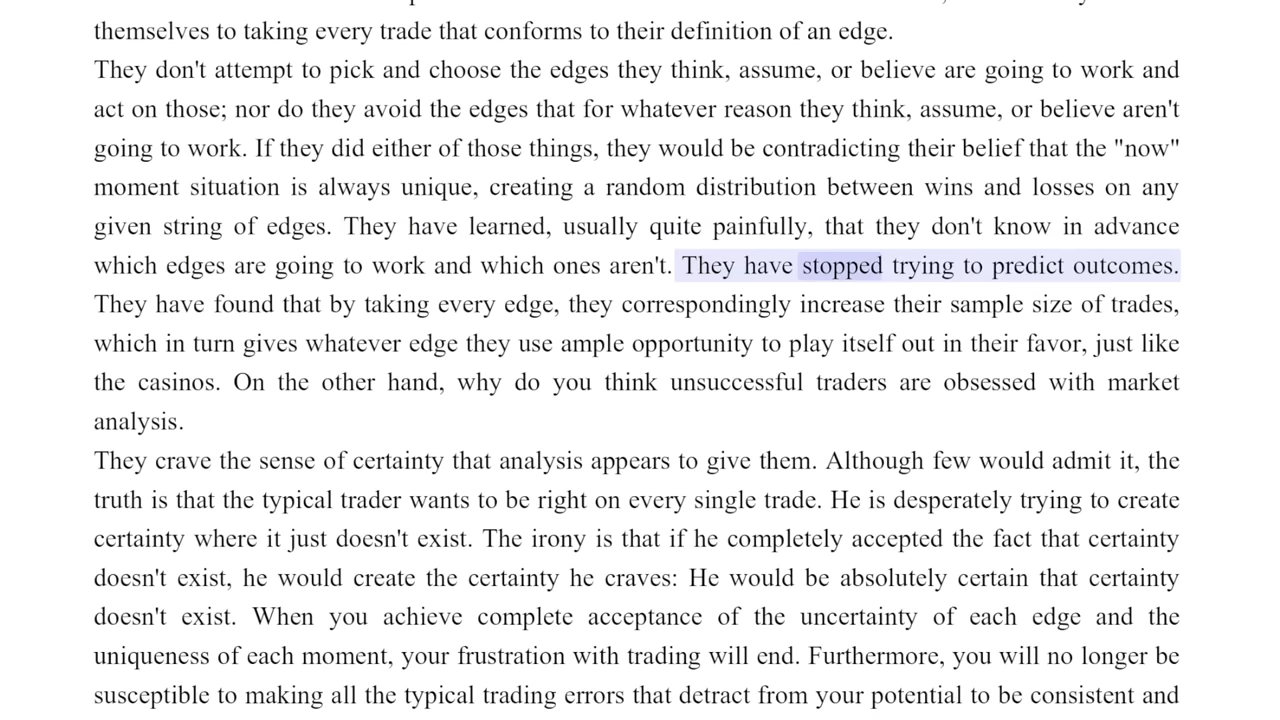 themselves to taking every trade that conforms to their definition of an edge.
They don't attempt to pick and choose the edges they think, assume, or believe are going to work and
act on those; nor do they avoid the edges that for whatever reason they think, assume, or believe aren't
going to work. If they did either of those things, they would be contradicting their belief that the "now"
moment situation is always unique, creating a random distribution between wins and losses on any
given string of edges. They have learned, usually quite painfully, that they don't know in advance
which edges are going to work and which ones aren't. They have stopped trying to predict outcomes.
They have found that by taking every edge, they correspondingly increase their sample size of trades,
which in turn gives whatever edge they use ample opportunity to play itself out in their favor, just like
the casinos. On the other hand, why do you think unsuccessful traders are obsessed with market
analysis.
They crave the sense of certainty that analysis appears to give them. Although few would admit it, the
truth is that the typical trader wants to be right on every single trade. He is desperately trying to create
certainty where it just doesn't exist. The irony is that if he completely accepted the fact that certainty
doesn't exist, he would create the certainty he craves: He would be absolutely certain that certainty
doesn't exist. When you achieve complete acceptance of the uncertainty of each edge and the
uniqueness of each moment, your frustration with trading will end. Furthermore, you will no longer be
susceptible to making all the typical trading errors that detract from your potential to be consistent and